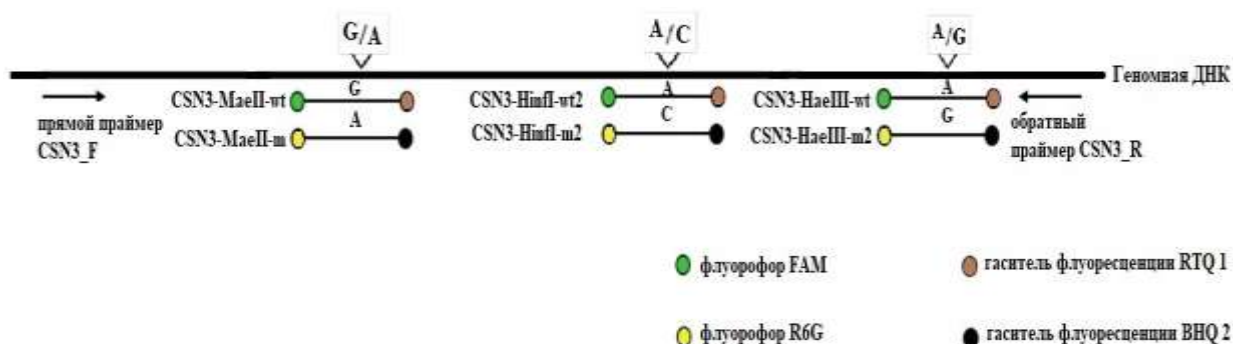 G/A A/C A/G
Геномная ДНК
CSN3-MaeII-wt G CSN3-HinfI-wt2 A CSN3-HaeIII-wt A
прямой праймер
CSN3_F
CSN3-MaeII-m A CSN3-HinfI-m2 C CSN3-HaeIII-m2 G
обратный
праймер CSN3_R
флуорофор FAM гаситель флуоресценции RTQ 1
флуорофор R6G гаситель флуоресценции BHQ 2